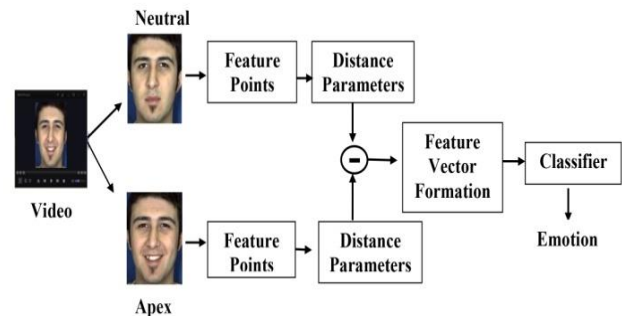 Neutral
Feature
Points
Distance
Parameters
Video
-
Feature
Vector
Formation
Classifier
Emotion
Feature
Points
Distance
Parameters
Apex